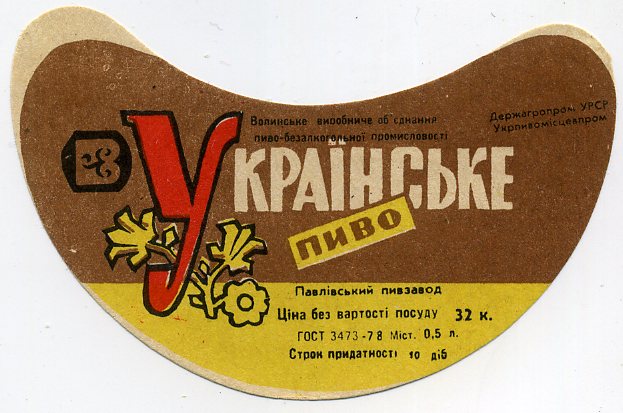 Держагропром УРСР
Укрпивомісцевпром
Волинське виробниче об'єднання
пиво-безалкогольної промисловості
УКРАЇНСЬКЕ
ПИВО
Павлівський пивзавод
Ціна без вартості посуду 32 к.
ГОСТ 3473-78 Міст. 0,5 л.
Строк придатності 10 діб